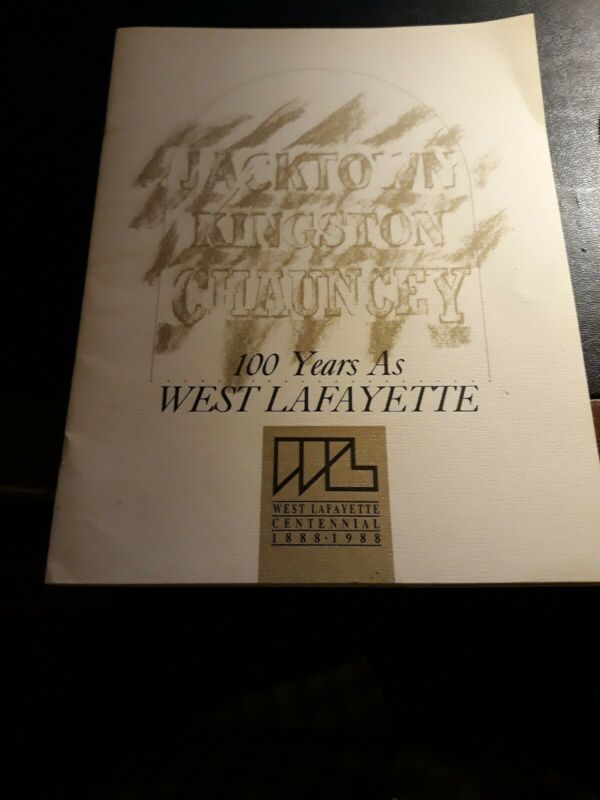 JACKTOWN
KINGSTON
CHAUNCEY
100 Years As
WEST LAFAYETTE
WL
WEST LAFAYETTE
CENTENNIAL
1888·1988